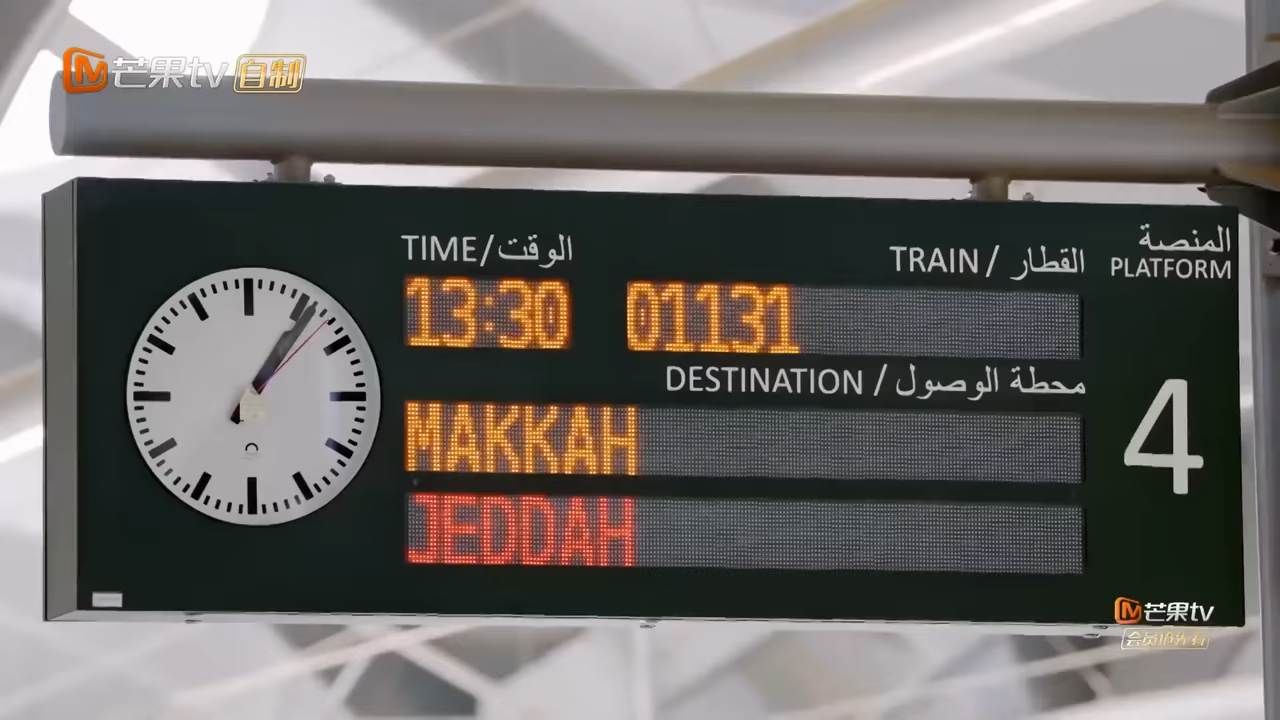 芒果tv 自制
TIME/الوقت
TRAIN / القطار
المنصة
PLATFORM
13:30
01131
DESTINATION / محطة الوصول
MAKKAH
4
JEDDAH
芒果tv
会员抢先看